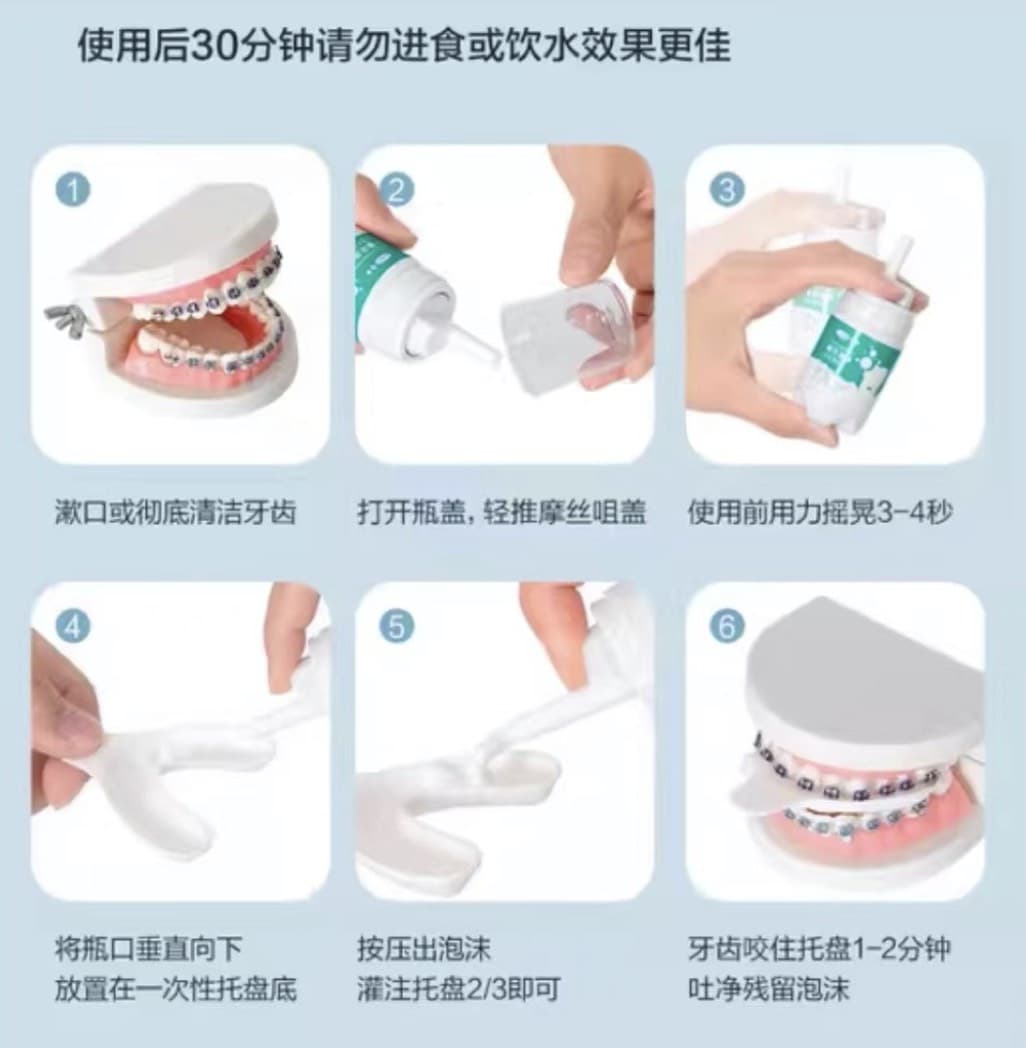 使用后30分钟请勿进食或饮水效果更佳
1
2
3
漱口或彻底清洁牙齿
打开瓶盖,轻推摩丝咀盖
使用前用力摇晃3-4秒
4
5
6
将瓶口垂直向下
放置在一次性托盘底
按压出泡沫
灌注托盘2/3即可
牙齿咬住托盘1-2分钟
吐净残留泡沫